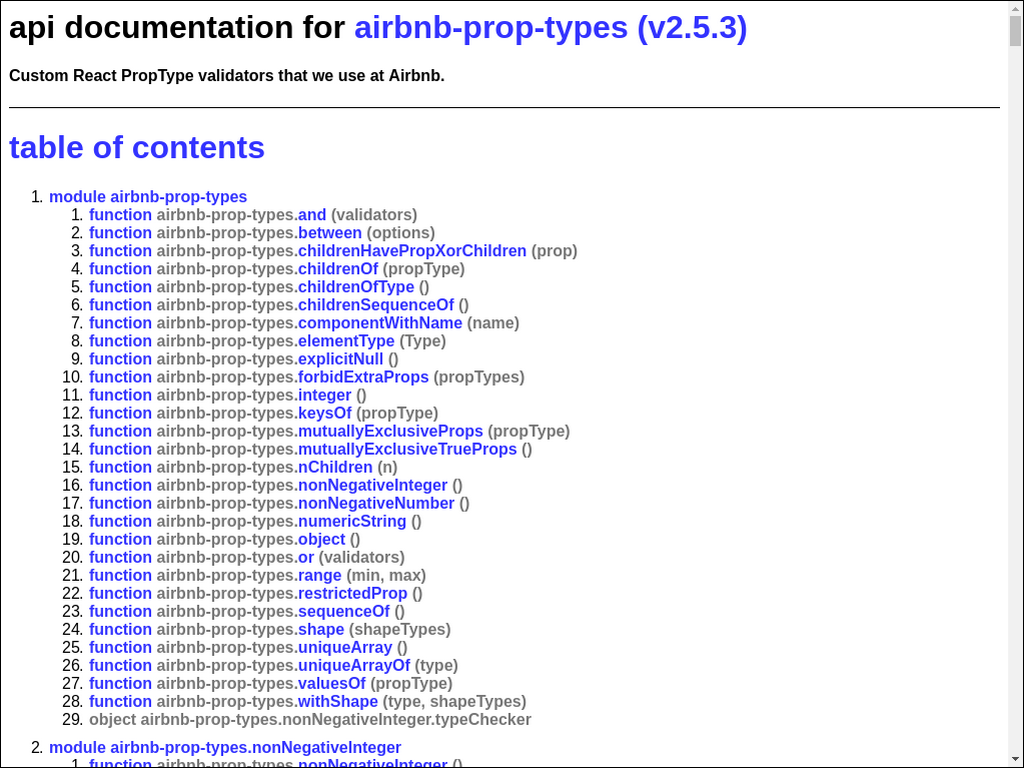 api documentation for airbnb-prop-types (v2.5.3)
Custom React PropType validators that we use at Airbnb.
table of contents
1. module airbnb-prop-types
1. function airbnb-prop-types.and (validators)
2. function airbnb-prop-types.between (options)
3. function airbnb-prop-types.childrenHavePropXorChildren (prop)
4. function airbnb-prop-types.childrenOf (propType)
5. function airbnb-prop-types.childrenOfType ()
6. function airbnb-prop-types.childrenSequenceOf ()
7. function airbnb-prop-types.componentWithName (name)
8. function airbnb-prop-types.elementType (Type)
9. function airbnb-prop-types.explicitNull ()
10. function airbnb-prop-types.forbidExtraProps (propTypes)
11. function airbnb-prop-types.integer ()
12. function airbnb-prop-types.keysOf (propType)
13. function airbnb-prop-types.mutuallyExclusiveProps (propType)
14. function airbnb-prop-types.mutuallyExclusiveTrueProps ()
15. function airbnb-prop-types.nChildren (n)
16. function airbnb-prop-types.nonNegativeInteger ()
17. function airbnb-prop-types.nonNegativeNumber ()
18. function airbnb-prop-types.numericString ()
19. function airbnb-prop-types.object ()
20. function airbnb-prop-types.or (validators)
21. function airbnb-prop-types.range (min, max)
22. function airbnb-prop-types.restrictedProp ()
23. function airbnb-prop-types.sequenceOf ()
24. function airbnb-prop-types.shape (shapeTypes)
25. function airbnb-prop-types.uniqueArray ()
26. function airbnb-prop-types.uniqueArrayOf (type)
27. function airbnb-prop-types.valuesOf (propType)
28. function airbnb-prop-types.withShape (type, shapeTypes)
29. object airbnb-prop-types.nonNegativeInteger.typeChecker
2. module airbnb-prop-types.nonNegativeInteger
1. function airbnb-prop-types.nonNegativeInteger ()